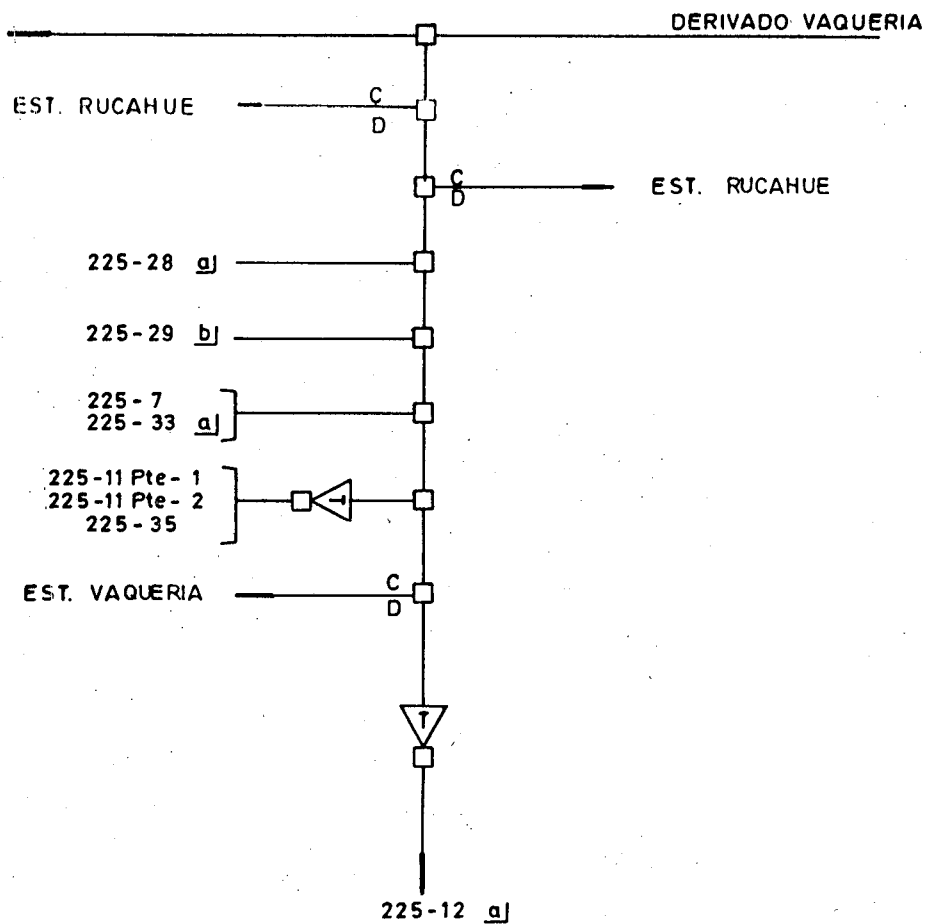 DERIVADO VAQUERIA
EST. RUCAHUE
C
D
C
D
EST. RUCAHUE
225-28 a)
225-29 b)
225-7
225-33 a)
225-11 Pte-1
225-11 Pte-2
225-35
T
EST. VAQUERIA
C
D
T
225-12 a)